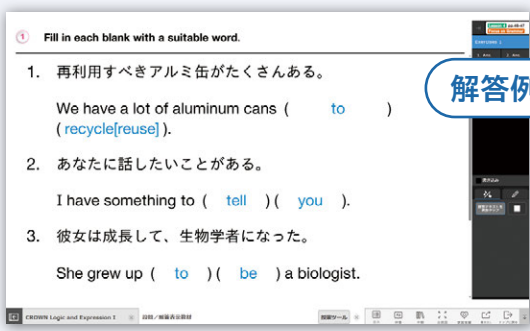 1 Fill in each blank with a suitable word.
1. 再利用すべきアルミ缶がたくさんある。
We have a lot of aluminum cans ( to )
( recycle[reuse] ).
2. あなたに話したいことがある。
I have something to ( tell )( you ).
3. 彼女は成長して、生物学者になった。
She grew up ( to )( be ) a biologist.
解答例
CROWN Logic and Expression I